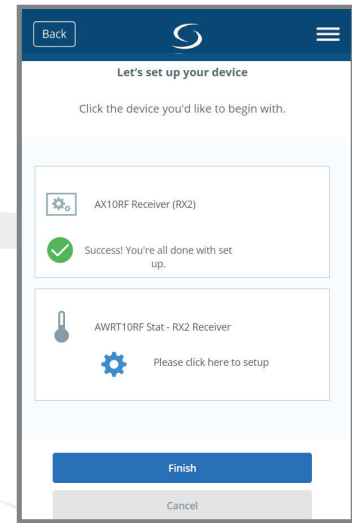 Back
Let's set up your device
Click the device you'd like to begin with.
AX10RF Receiver (RX2)
Success! You're all done with set
up.
AWRT10RF Stat - RX2 Receiver
Please click here to setup
Finish
Cancel